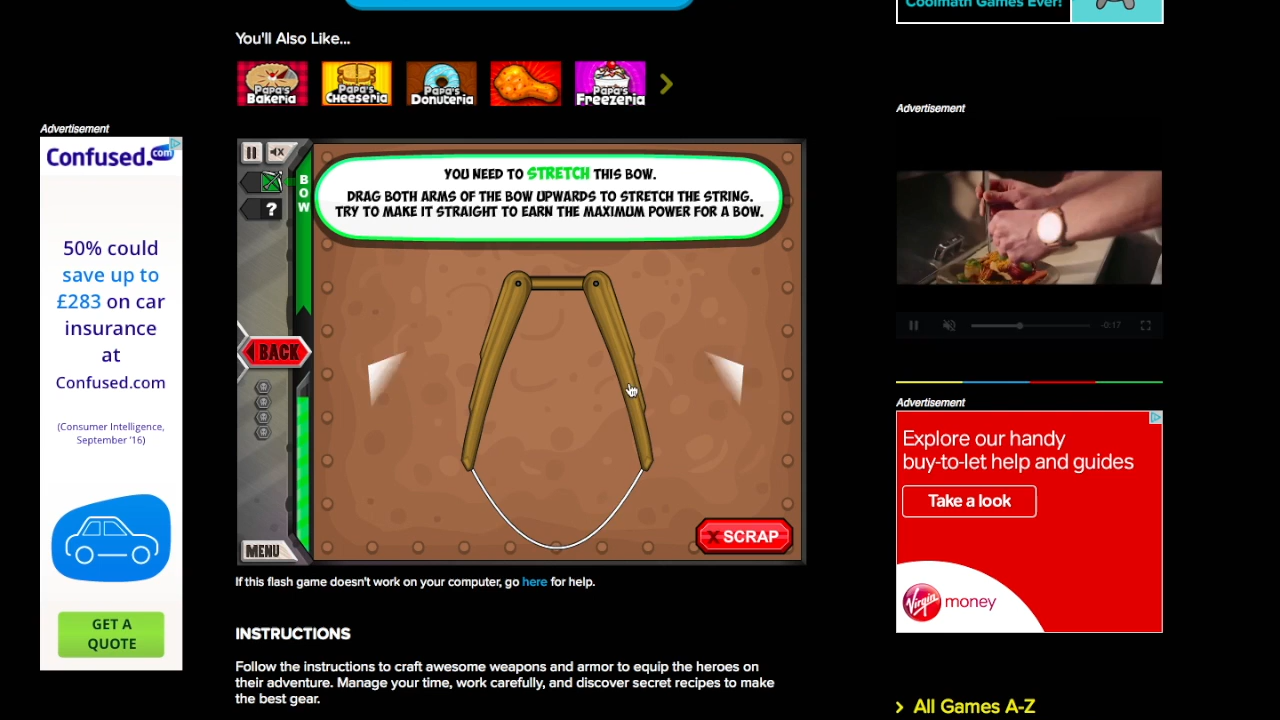 Coolmath Games Ever!
You'll Also Like...
PAPA'S BAKERIA
PAPA'S CHEESERIA
PAPA'S DONUTERIA
PAPA'S FREEZERIA
Advertisement
Confused.com
50% could
save up to
£283 on car
insurance
at
Confused.com
(Consumer Intelligence,
September '16)
GET A
QUOTE
BOW
?
YOU NEED TO STRETCH THIS BOW.
DRAG BOTH ARMS OF THE BOW UPWARDS TO STRETCH THE STRING.
TRY TO MAKE IT STRAIGHT TO EARN THE MAXIMUM POWER FOR A BOW.
BACK
MENU
X SCRAP
If this flash game doesn't work on your computer, go here for help.
INSTRUCTIONS
Follow the instructions to craft awesome weapons and armor to equip the heroes on
their adventure. Manage your time, work carefully, and discover secret recipes to make
the best gear.
Advertisement
-0:17
Advertisement
Explore our handy
buy-to-let help and guides
Take a look
Virgin money
All Games A-Z